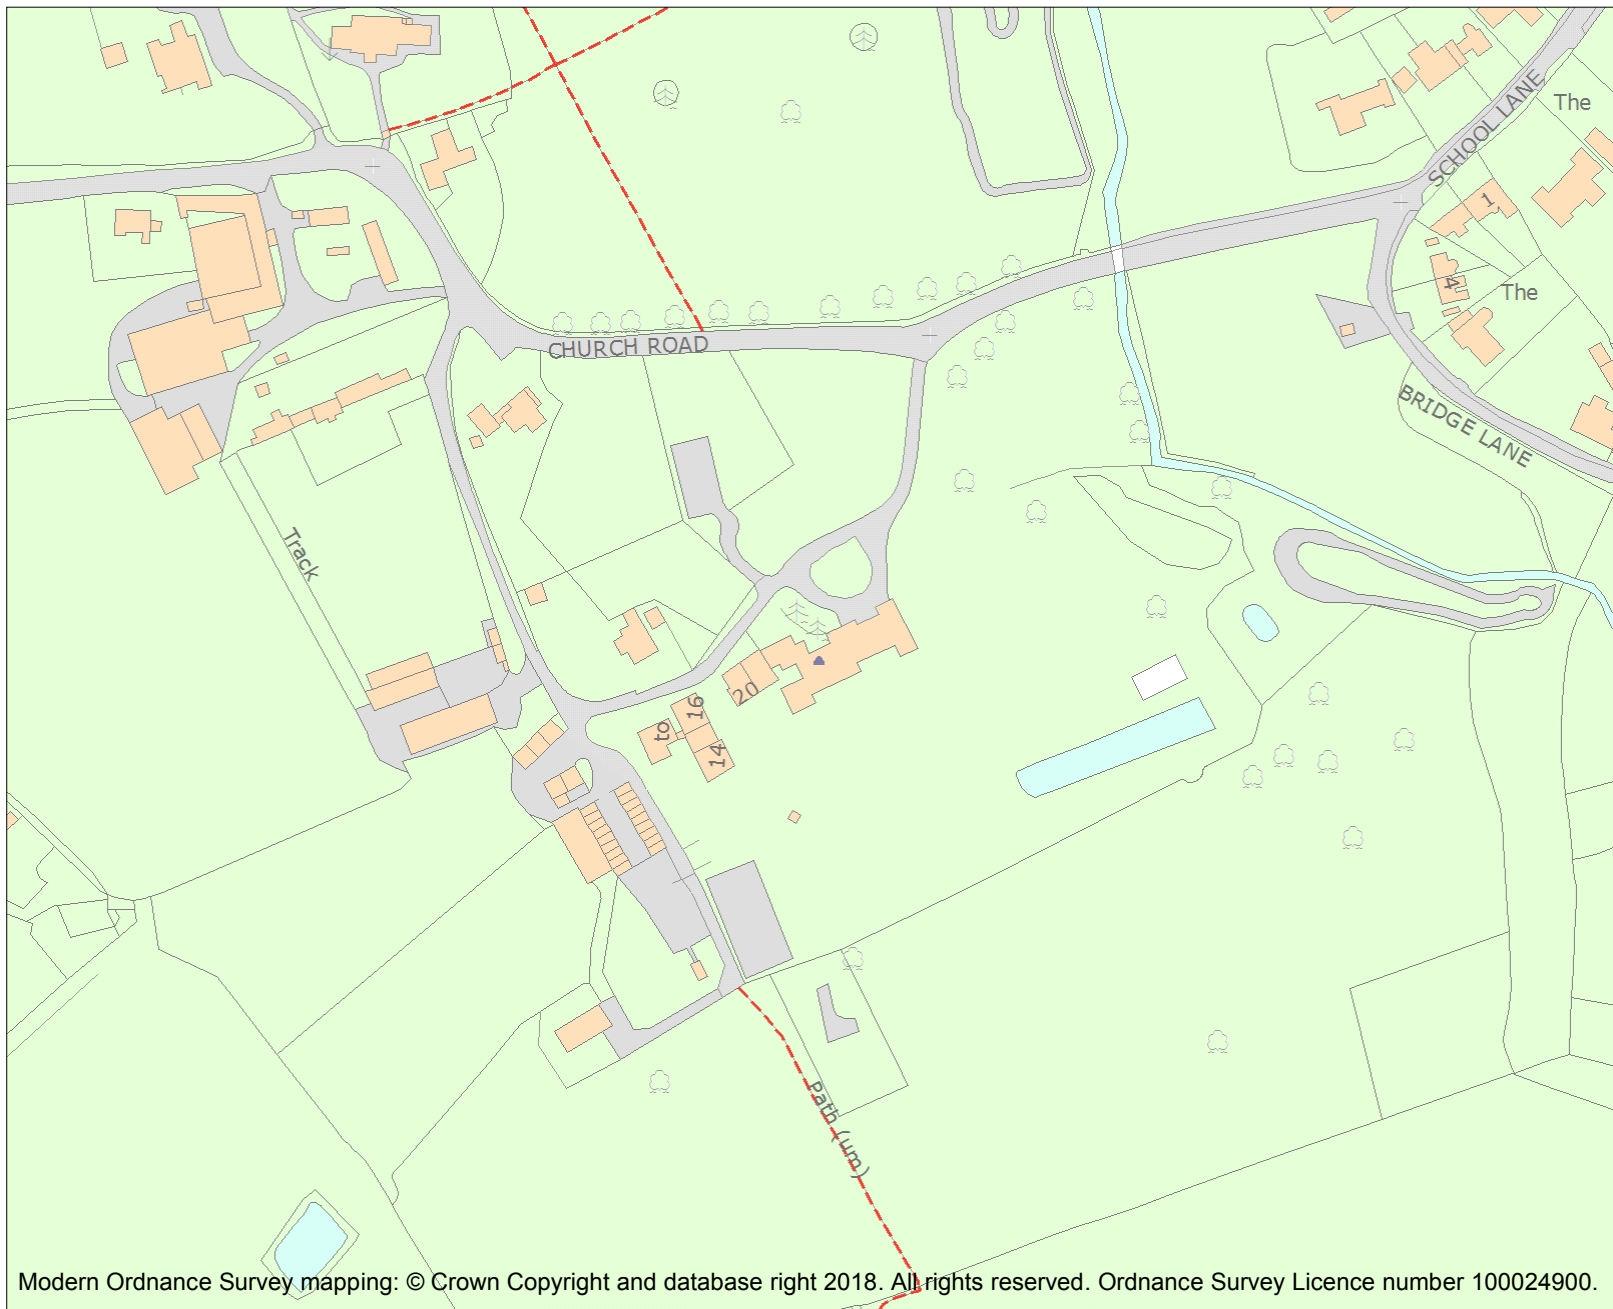 The
SCHOOL LANE
1
4
The
CHURCH ROAD
BRIDGE LANE
Track
20
16
to
14
Path (um)
Modern Ordnance Survey mapping: © Crown Copyright and database right 2018. All rights reserved. Ordnance Survey Licence number 100024900.